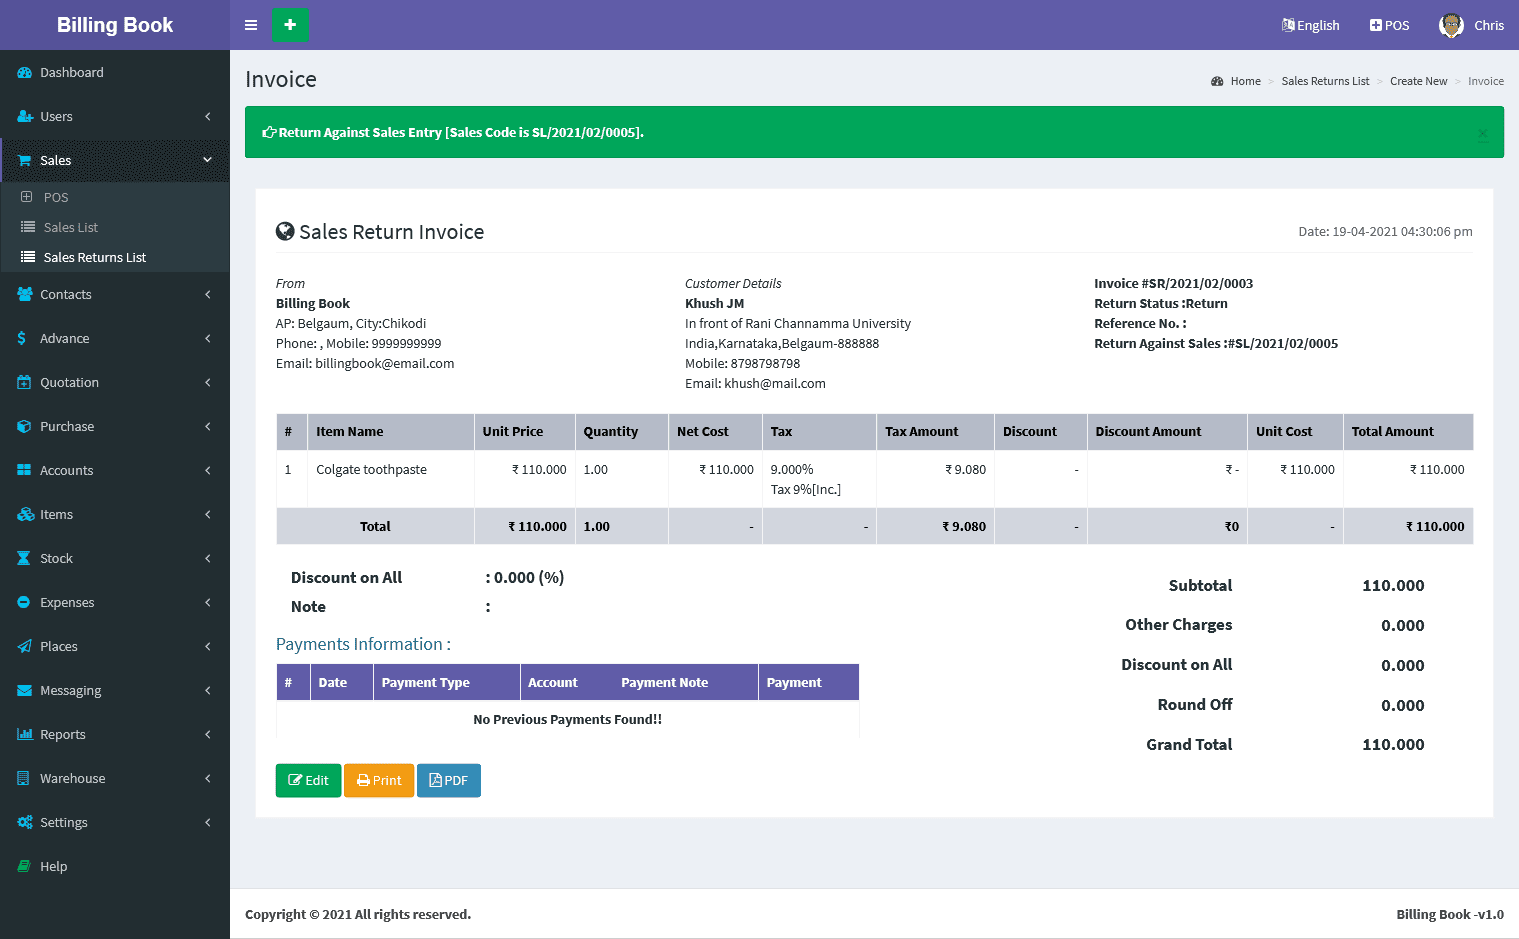 Billing Book
English
POS
Chris
Dashboard
Users
Sales
POS
Sales List
Sales Returns List
Contacts
Advance
Quotation
Purchase
Accounts
Items
Stock
Expenses
Places
Messaging
Reports
Warehouse
Settings
Help
Invoice
Home > Sales Returns List > Create New > Invoice
Return Against Sales Entry [Sales Code is SL/2021/02/0005].
×
Sales Return Invoice
Date: 19-04-2021 04:30:06 pm
From
Billing Book
AP: Belgaum, City:Chikodi
Phone: , Mobile: 9999999999
Email: billingbook@email.com
Customer Details
Khush JM
In front of Rani Channamma University
India,Karnataka,Belgaum-888888
Mobile: 8798798798
Email: khush@mail.com
Invoice #SR/2021/02/0003
Return Status :Return
Reference No. :
Return Against Sales :#SL/2021/02/0005
# Item Name Unit Price Quantity Net Cost Tax Tax Amount Discount Discount Amount Unit Cost Total Amount
1 Colgate toothpaste ₹ 110.000 1.00 ₹ 110.000 9.000% ₹ 9.080 - ₹ - ₹ 110.000 ₹ 110.000
Tax 9%[Inc.]
Total ₹ 110.000 1.00 - - ₹ 9.080 - ₹0 - ₹ 110.000
Discount on All : 0.000 (%)
Note :
Payments Information :
# Date Payment Type Account Payment Note Payment
No Previous Payments Found!!
Subtotal 110.000
Other Charges 0.000
Discount on All 0.000
Round Off 0.000
Grand Total 110.000
Edit
Print
PDF
Copyright © 2021 All rights reserved.
Billing Book -v1.0